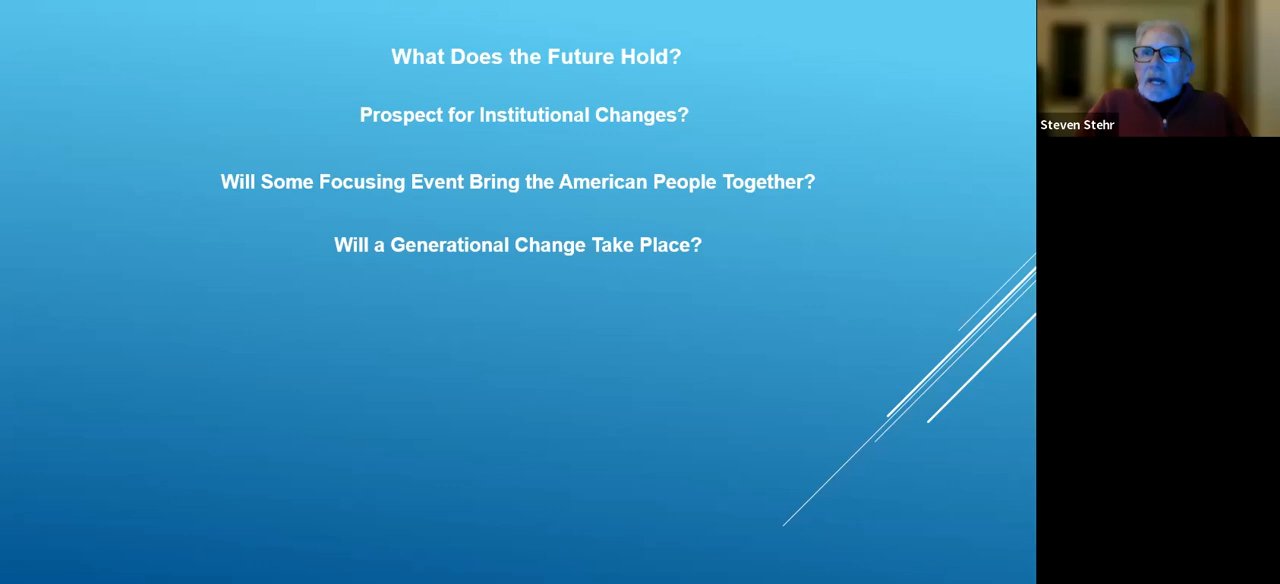 What Does the Future Hold?
Prospect for Institutional Changes?
Will Some Focusing Event Bring the American People Together?
Will a Generational Change Take Place?
Steven Stehr